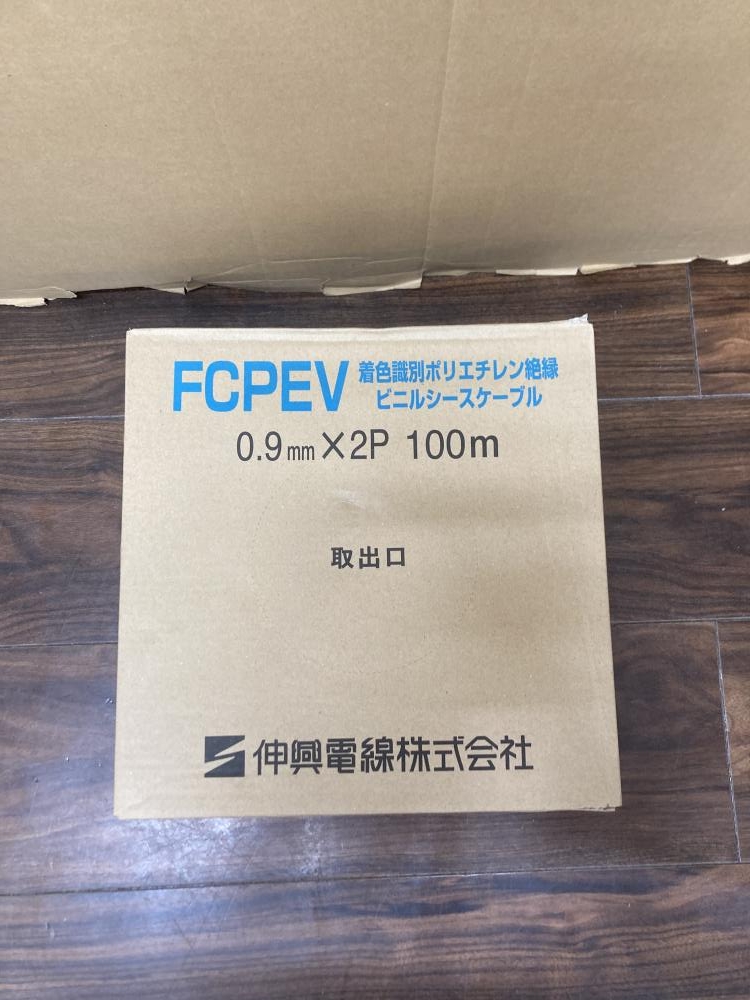 FCPEV 着色識別ポリエチレン絶縁
ビニルシースケーブル
0.9mm×2P 100m
取出口
伸興電線株式会社